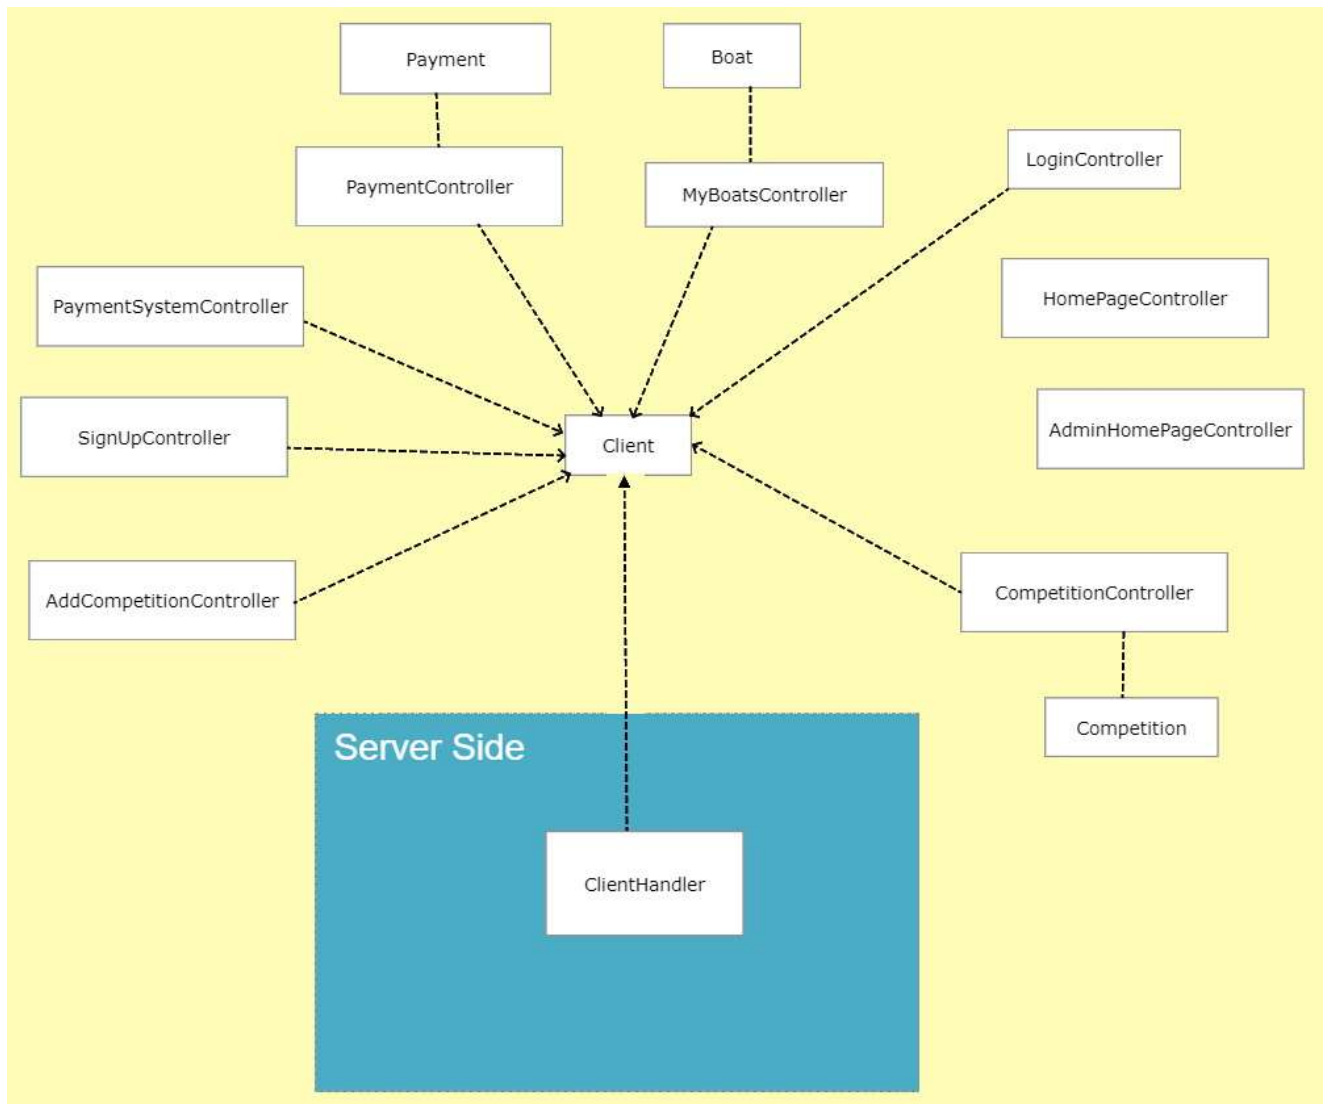 Payment
Boat
PaymentController
MyBoatsController
LoginController
PaymentSystemController
HomePageController
SignUpController
Client
AdminHomePageController
AddCompetitionController
CompetitionController
Competition
Server Side
ClientHandler